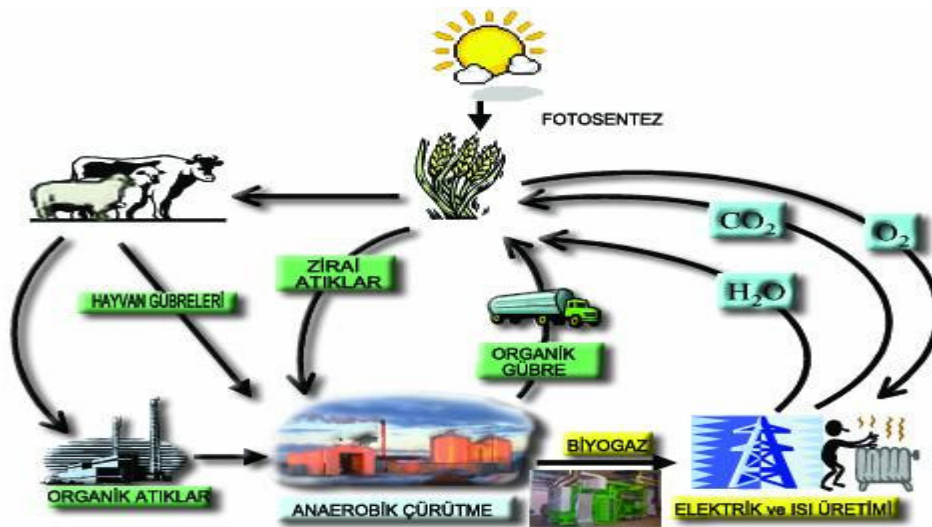 FOTOSENTEZ
CO₂
O₂
ZİRAİ
ATIKLAR
H₂O
HAYVAN GÜBRELERİ
ORGANİK
GÜBRE
BİYOGAZ
ORGANİK ATIKLAR
ANAEROBİK ÇÜRÜTME
ELEKTRİK ve ISI ÜRETİMİ